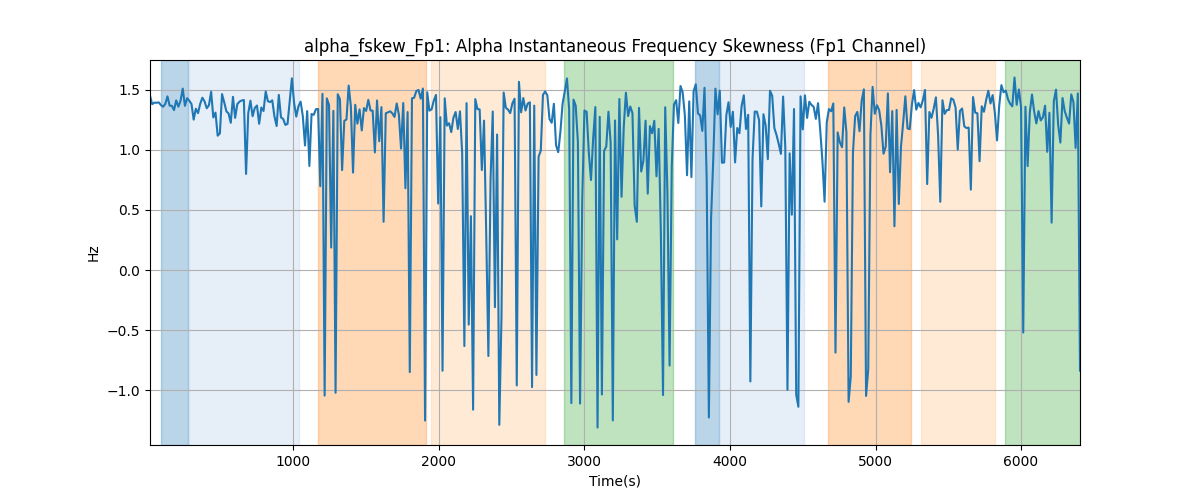 alpha_fskew_Fp1: Alpha Instantaneous Frequency Skewness (Fp1 Channel)
1.5
1.0
0.5
0.0
−0.5
−1.0
Hz
1000 2000 3000 4000 5000 6000
Time(s)